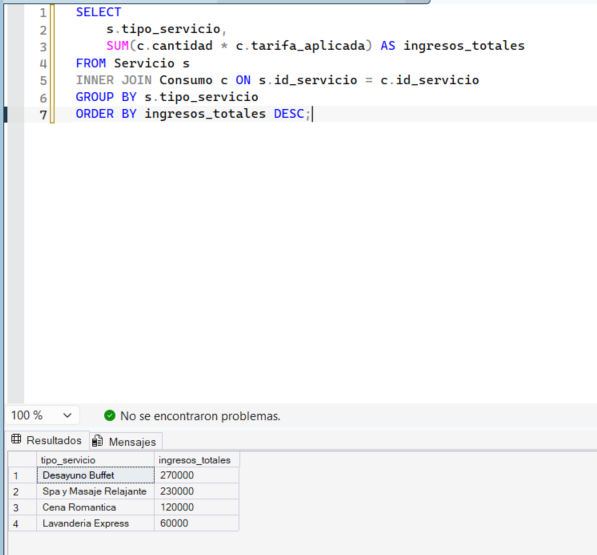 1 SELECT
2 s.tipo_servicio,
3 SUM(c.cantidad * c.tarifa_aplicada) AS ingresos_totales
4 FROM Servicio s
5 INNER JOIN Consumo c ON s.id_servicio = c.id_servicio
6 GROUP BY s.tipo_servicio
7 ORDER BY ingresos_totales DESC;
100 % No se encontraron problemas.
Resultados Mensajes
tipo_servicio ingresos_totales
1 Desayuno Buffet 270000
2 Spa y Masaje Relajante 230000
3 Cena Romantica 120000
4 Lavanderia Express 60000